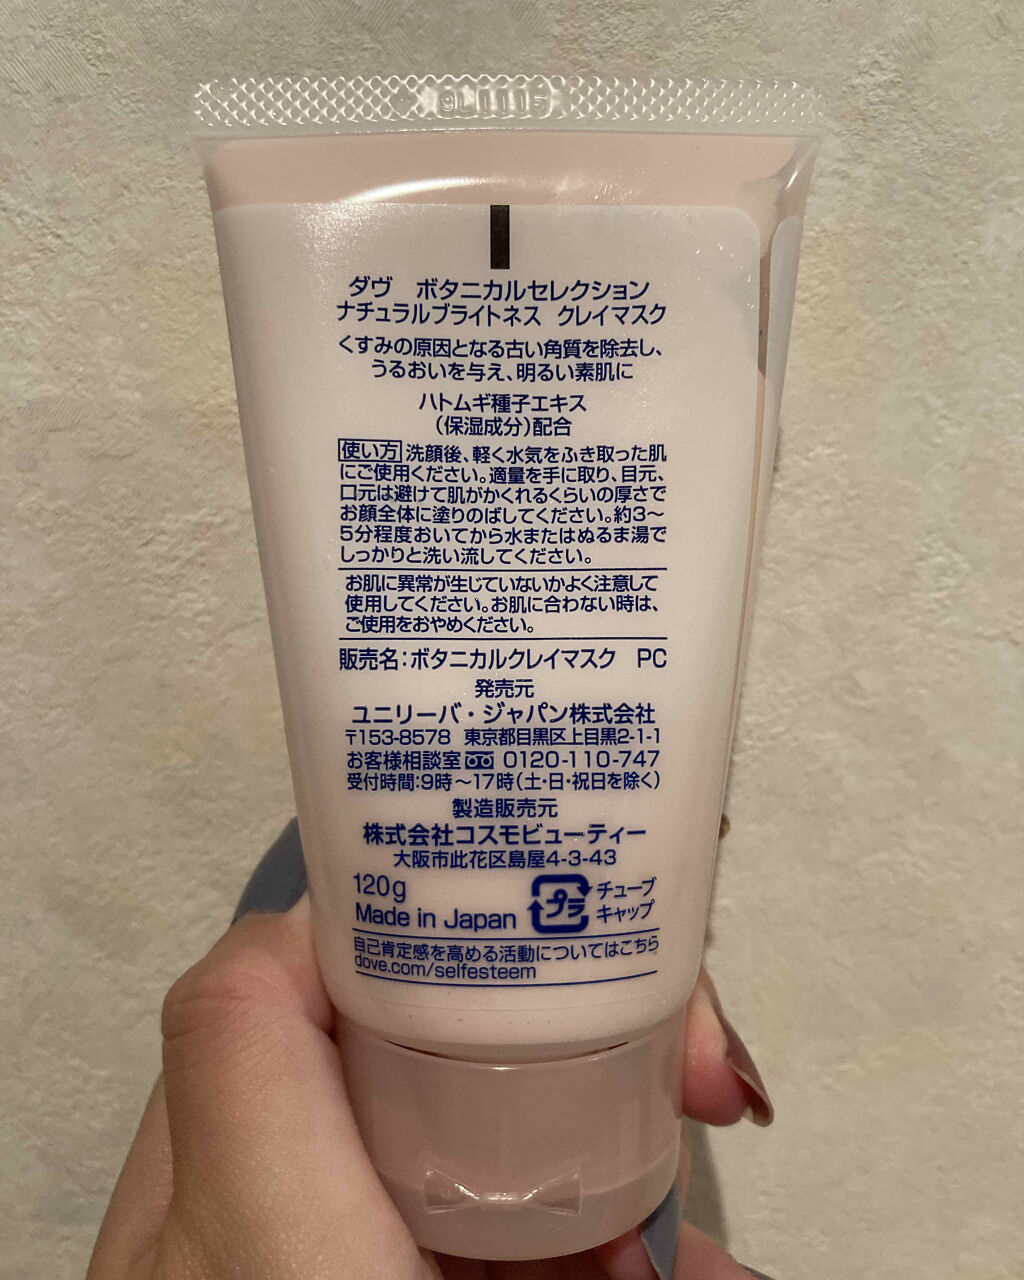 9L1115
ダヴ ボタニカルセレクション
ナチュラルブライトネス クレイマスク
くすみの原因となる古い角質を除去し、
うるおいを与え、明るい素肌に
ハトムギ種子エキス
（保湿成分）配合
使い方 洗顔後、軽く水気をふき取った肌
にご使用ください。適量を手に取り、目元、
口元は避けて肌がかくれるくらいの厚さで
お顔全体に塗りのばしてください。約3～
5分程度おいてから水またはぬるま湯で
しっかりと洗い流してください。
お肌に異常が生じていないかよく注意して
使用してください。お肌に合わない時は、
ご使用をおやめください。
販売名：ボタニカルクレイマスク PC
発売元
ユニリーバ・ジャパン株式会社
〒153-8578 東京都目黒区上目黒2-1-1
お客様相談室 0120-110-747
受付時間：9時～17時（土・日・祝日を除く）
製造販売元
株式会社コスモビューティー
大阪市此花区島屋4-3-43
120g
Made in Japan
プラ
チューブ
キャップ
自己肯定感を高める活動についてはこちら
dove.com/selfesteem